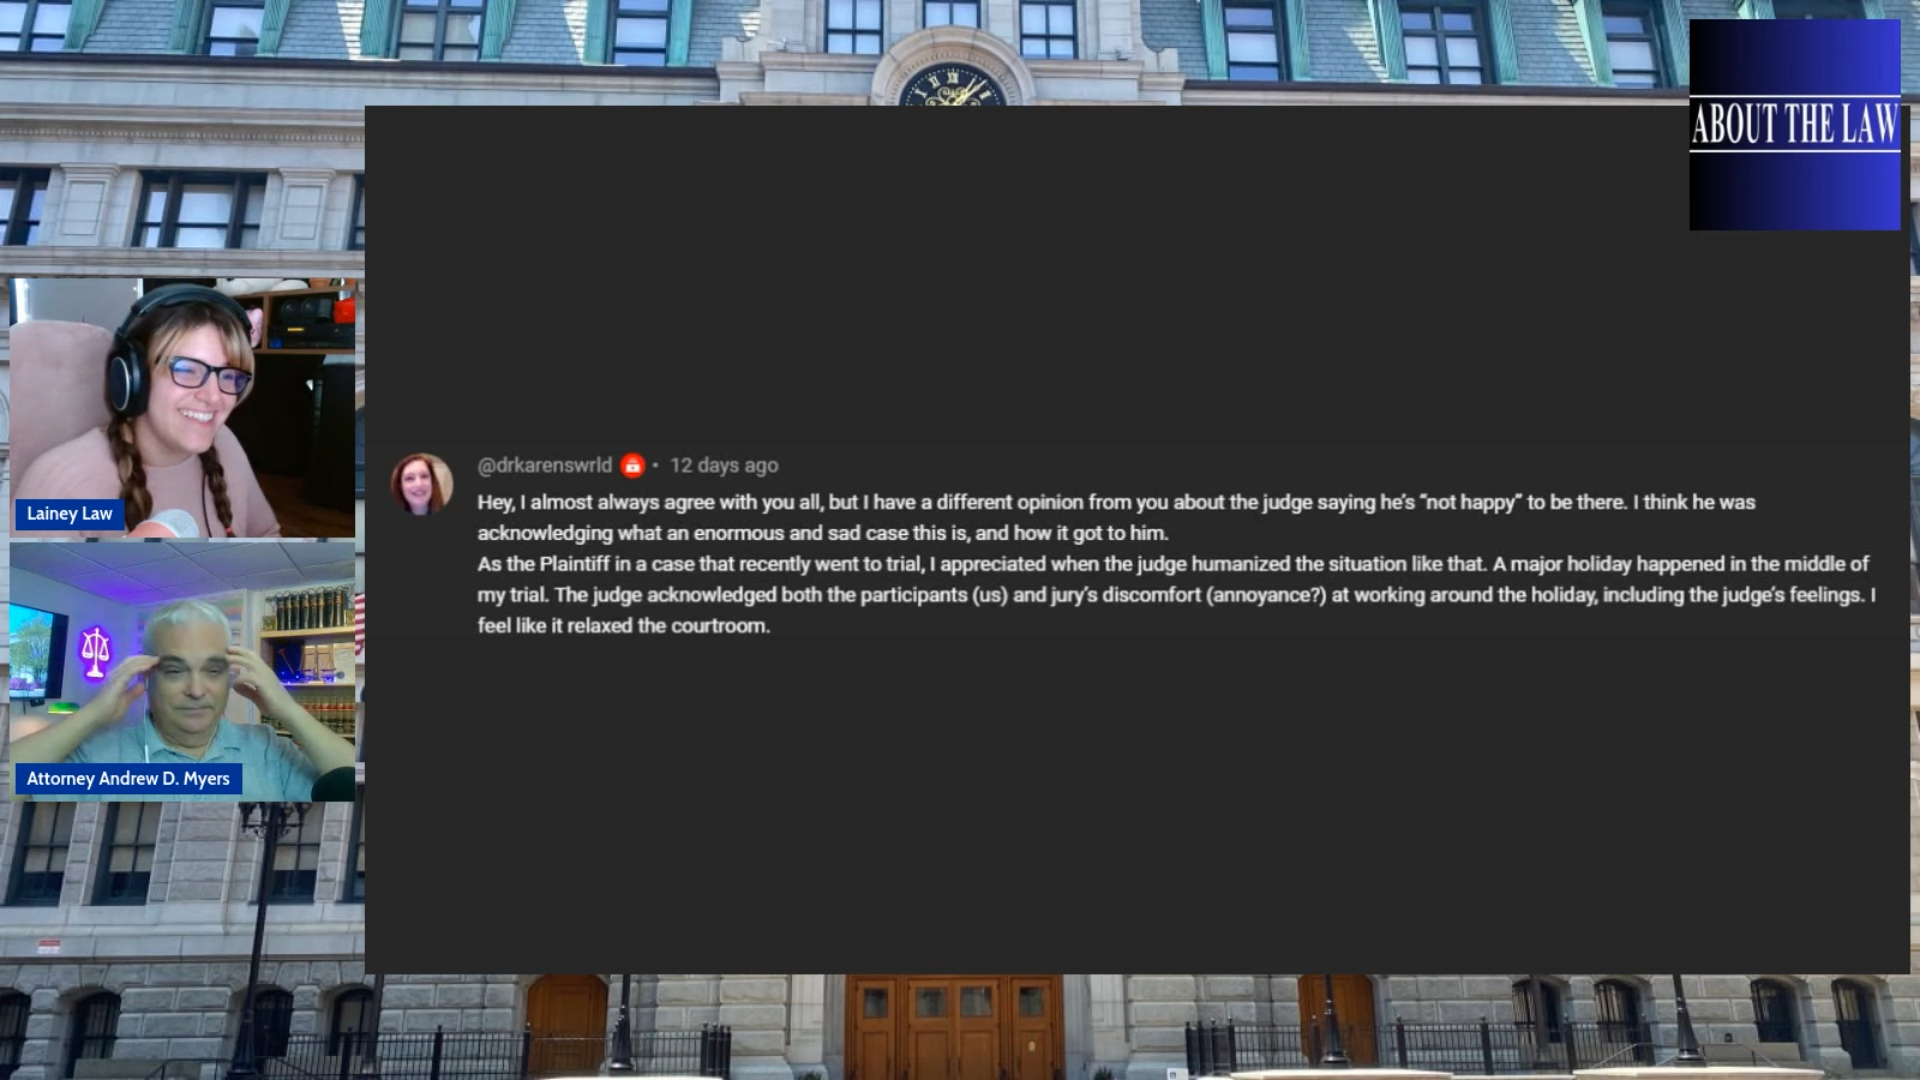 ABOUT THE LAW
@drkarenswrld • 12 days ago
Hey, I almost always agree with you all, but I have a different opinion from you about the judge saying he's “not happy” to be there. I think he was
acknowledging what an enormous and sad case this is, and how it got to him.
As the Plaintiff in a case that recently went to trial, I appreciated when the judge humanized the situation like that. A major holiday happened in the middle of
my trial. The judge acknowledged both the participants (us) and jury's discomfort (annoyance?) at working around the holiday, including the judge's feelings. I
feel like it relaxed the courtroom.
Lainey Law
Attorney Andrew D. Myers